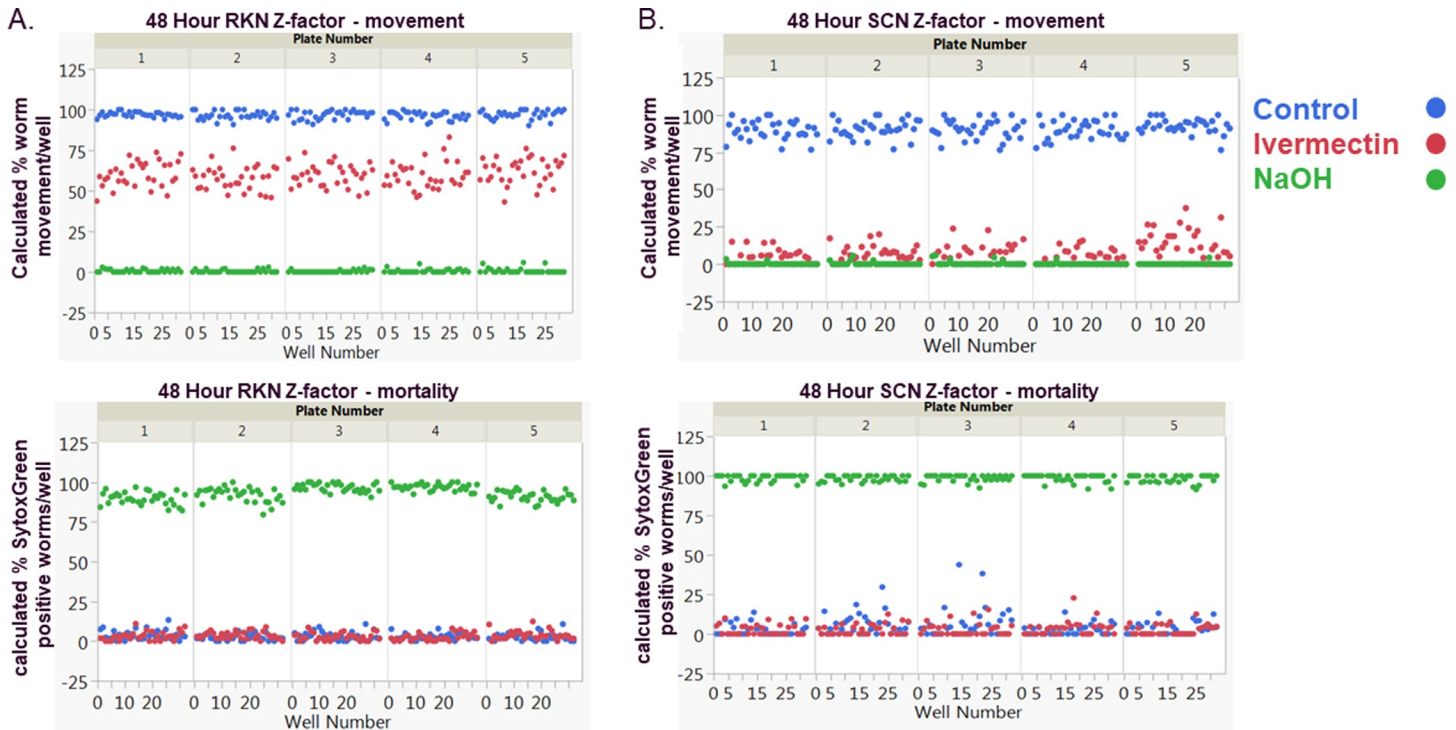 A.
48 Hour RKN Z-factor - movement
Plate Number
1 2 3 4 5
Calculated % worm
movement/well
125
100
75
50
25
0
-25
0 5 15 25 0 5 15 25 0 5 15 25 0 5 15 25 0 5 15 25
Well Number
B.
48 Hour SCN Z-factor - movement
Plate Number
1 2 3 4 5
Calculated % worm
movement/well
125
100
75
50
25
0
-25
0 10 20 0 10 20 0 10 20 0 10 20 0 10 20
Well Number
Control
Ivermectin
NaOH
48 Hour RKN Z-factor - mortality
Plate Number
1 2 3 4 5
calculated % SytoxGreen
positive worms/well
125
100
75
50
25
0
-25
0 10 20 0 10 20 0 10 20 0 10 20 0 10 20
Well Number
48 Hour SCN Z-factor - mortality
Plate Number
1 2 3 4 5
calculated % SytoxGreen
positive worms/well
125
100
75
50
25
0
-25
0 5 15 25 0 5 15 25 0 5 15 25 0 5 15 25 0 5 15 25
Well Number